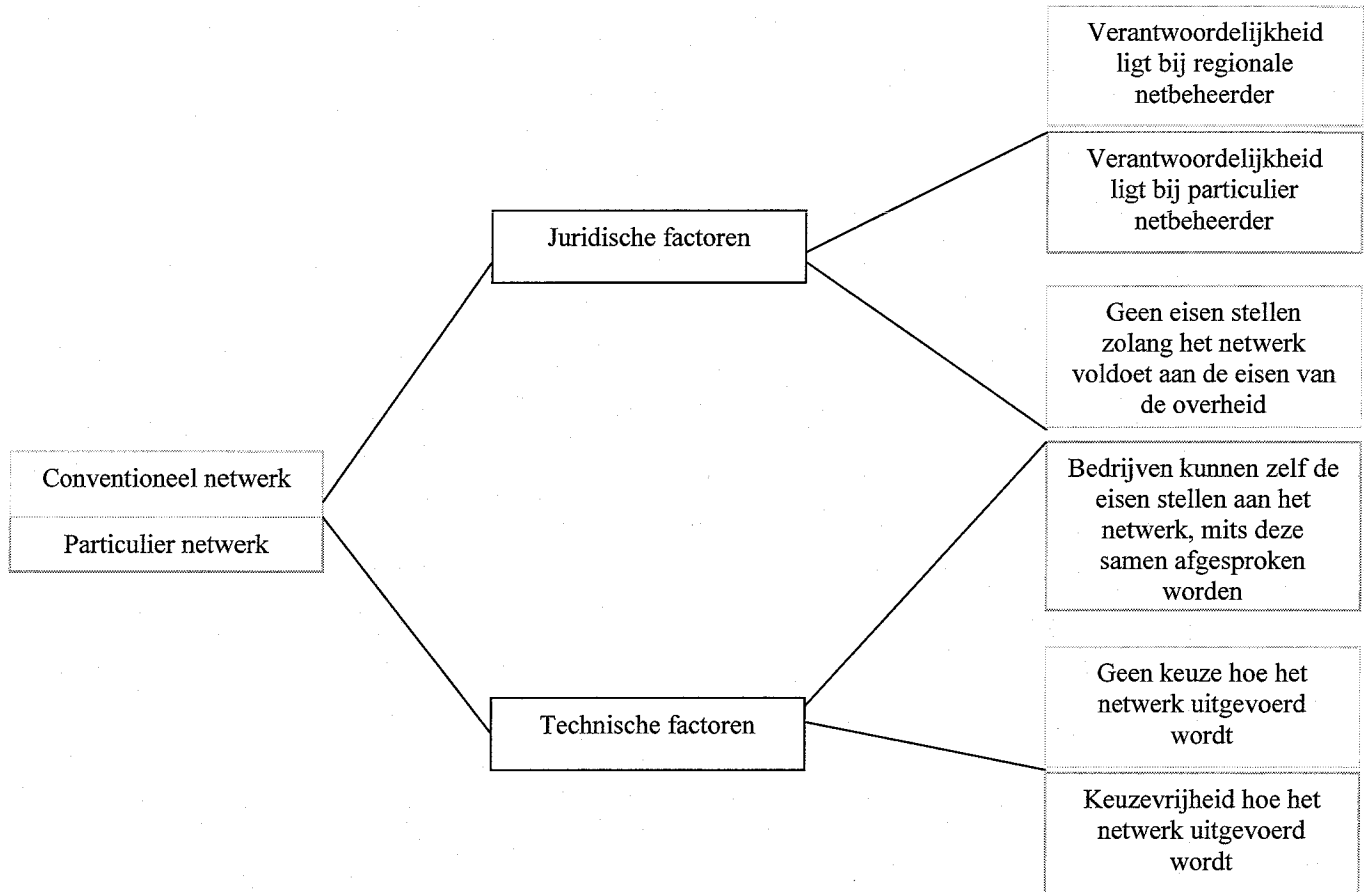 Verantwoordelijkheid
ligt bij regionale
netbeheerder
Verantwoordelijkheid
ligt bij particulier
netbeheerder
Juridische factoren
Geen eisen stellen
zolang het netwerk
voldoet aan de eisen van
de overheid
Conventioneel netwerk
Particulier netwerk
Bedrijven kunnen zelf de
eisen stellen aan het
netwerk, mits deze
samen afgesproken
worden
Technische factoren
Geen keuze hoe het
netwerk uitgevoerd
wordt
Keuzevrijheid hoe het
netwerk uitgevoerd
wordt